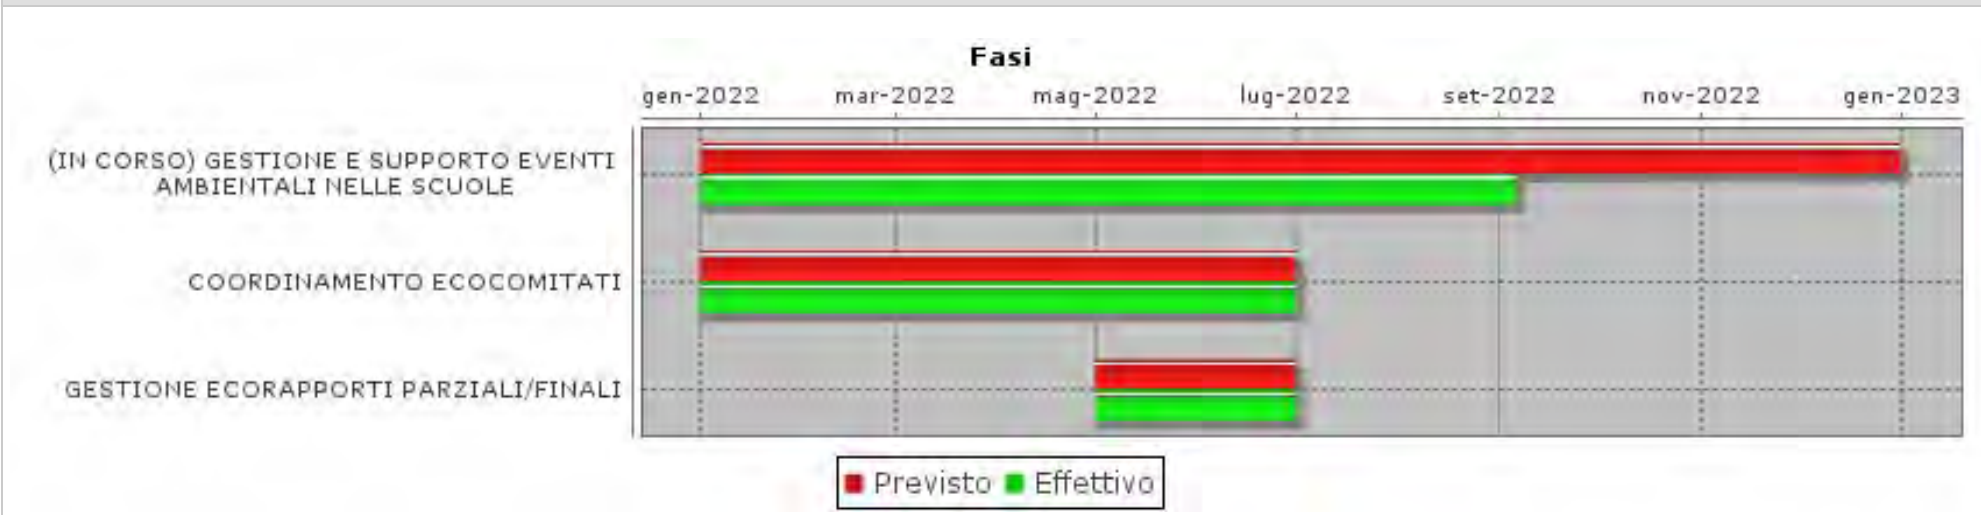 Fasi
gen-2022 mar-2022 mag-2022 lug-2022 set-2022 nov-2022 gen-2023
(IN CORSO) GESTIONE E SUPPORTO EVENTI
AMBIENTALI NELLE SCUOLE
COORDINAMENTO ECOCOMITATI
GESTIONE ECORAPPORTI PARZIALI/FINALI
Previsto Effettivo